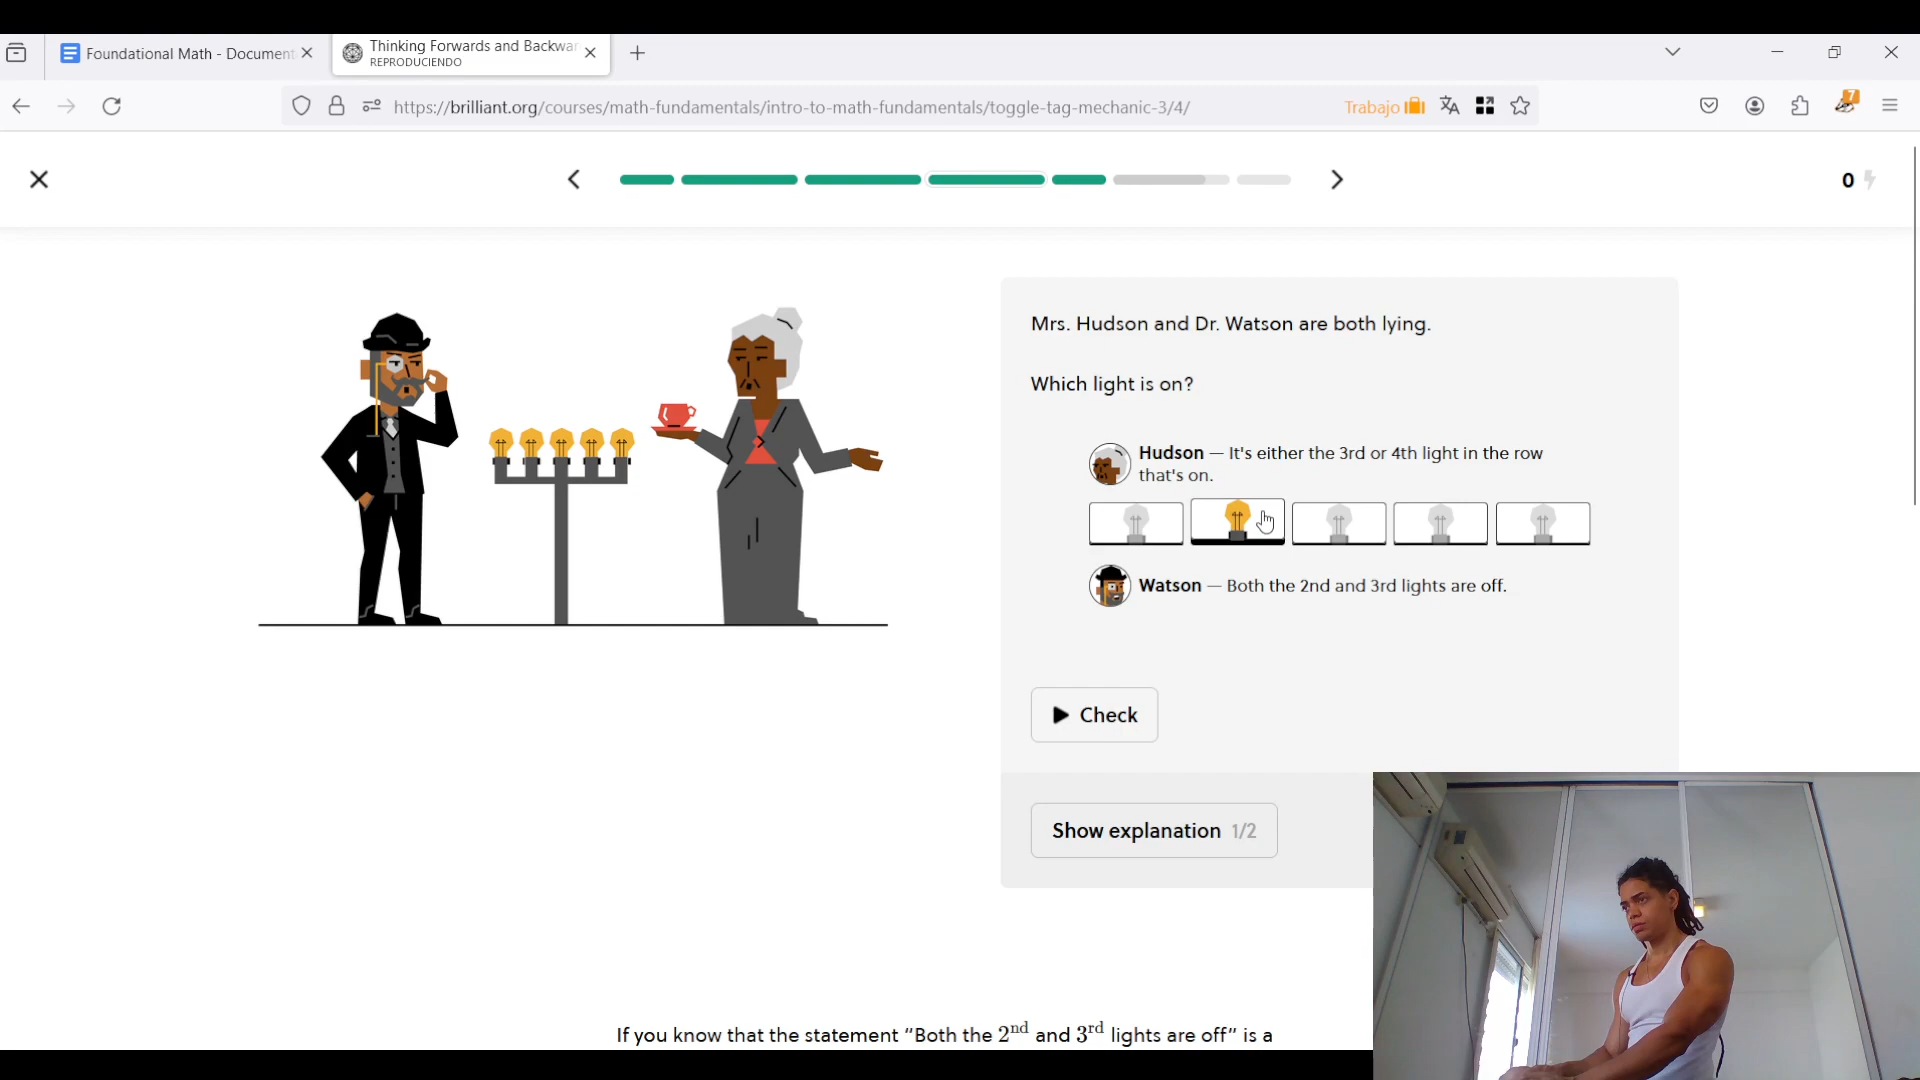 Foundational Math - Document
Thinking Forwards and Backwar
REPRODUCIENDO
https://brilliant.org/courses/math-fundamentals/intro-to-math-fundamentals/toggle-tag-mechanic-3/4/
Trabajo
7
0
Mrs. Hudson and Dr. Watson are both lying.
Which light is on?
Hudson — It's either the 3rd or 4th light in the row
that's on.
Watson — Both the 2nd and 3rd lights are off.
Check
Show explanation 1/2
If you know that the statement “Both the 2nd and 3rd lights are off” is a